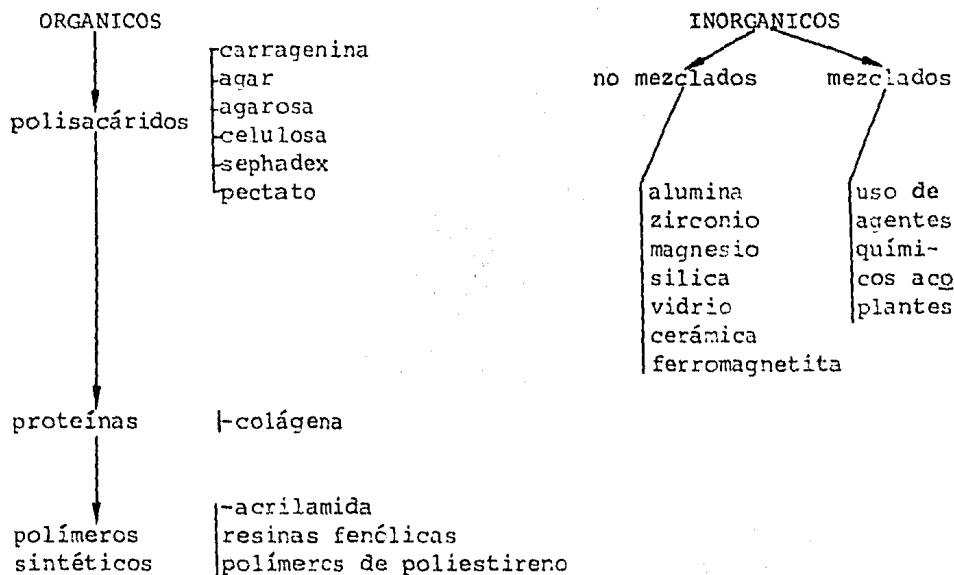 ORGANICOS
polisacáridos
carragenina
agar
agarosa
celulosa
sephadex
pectato
proteínas
colágena
polímeros
sintéticos
-acrilamida
resinas fenólicas
polímeros de poliestireno
INORGANICOS
no mezclados
mezclados
alumina
zirconio
magnesio
silica
vidrio
cerámica
ferromagnetita
uso de
agentes
quími-
cos aco
plantes